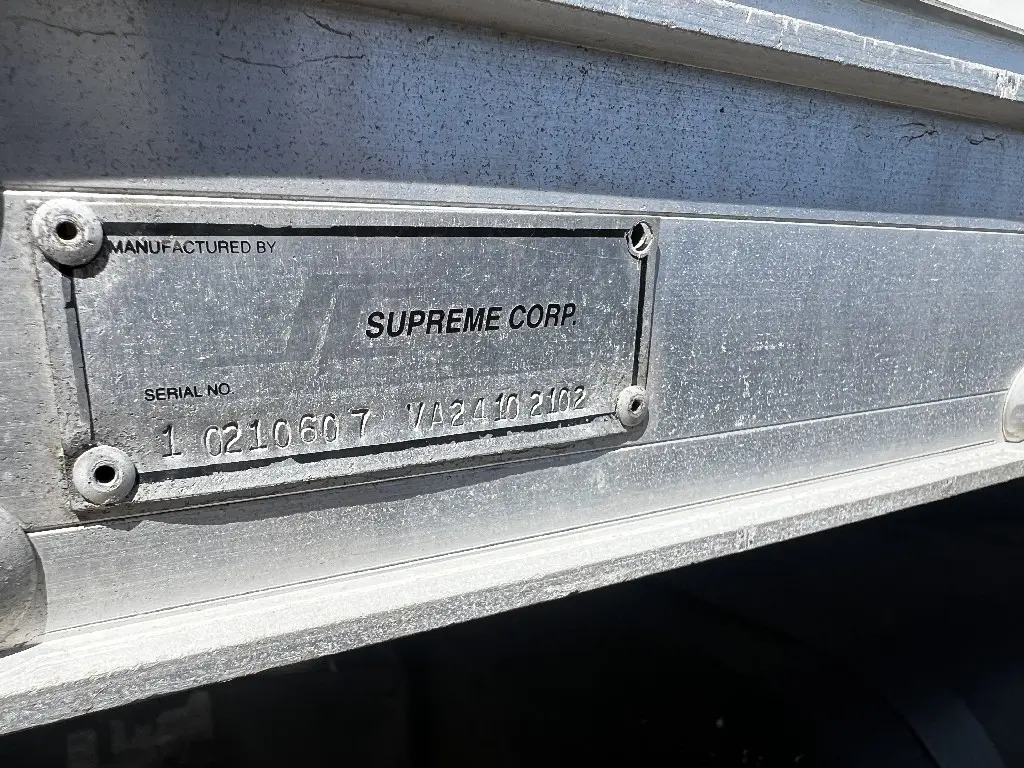 MANUFACTURED BY
SUPREME CORP.
SERIAL NO.
1 0210607 VA24102102